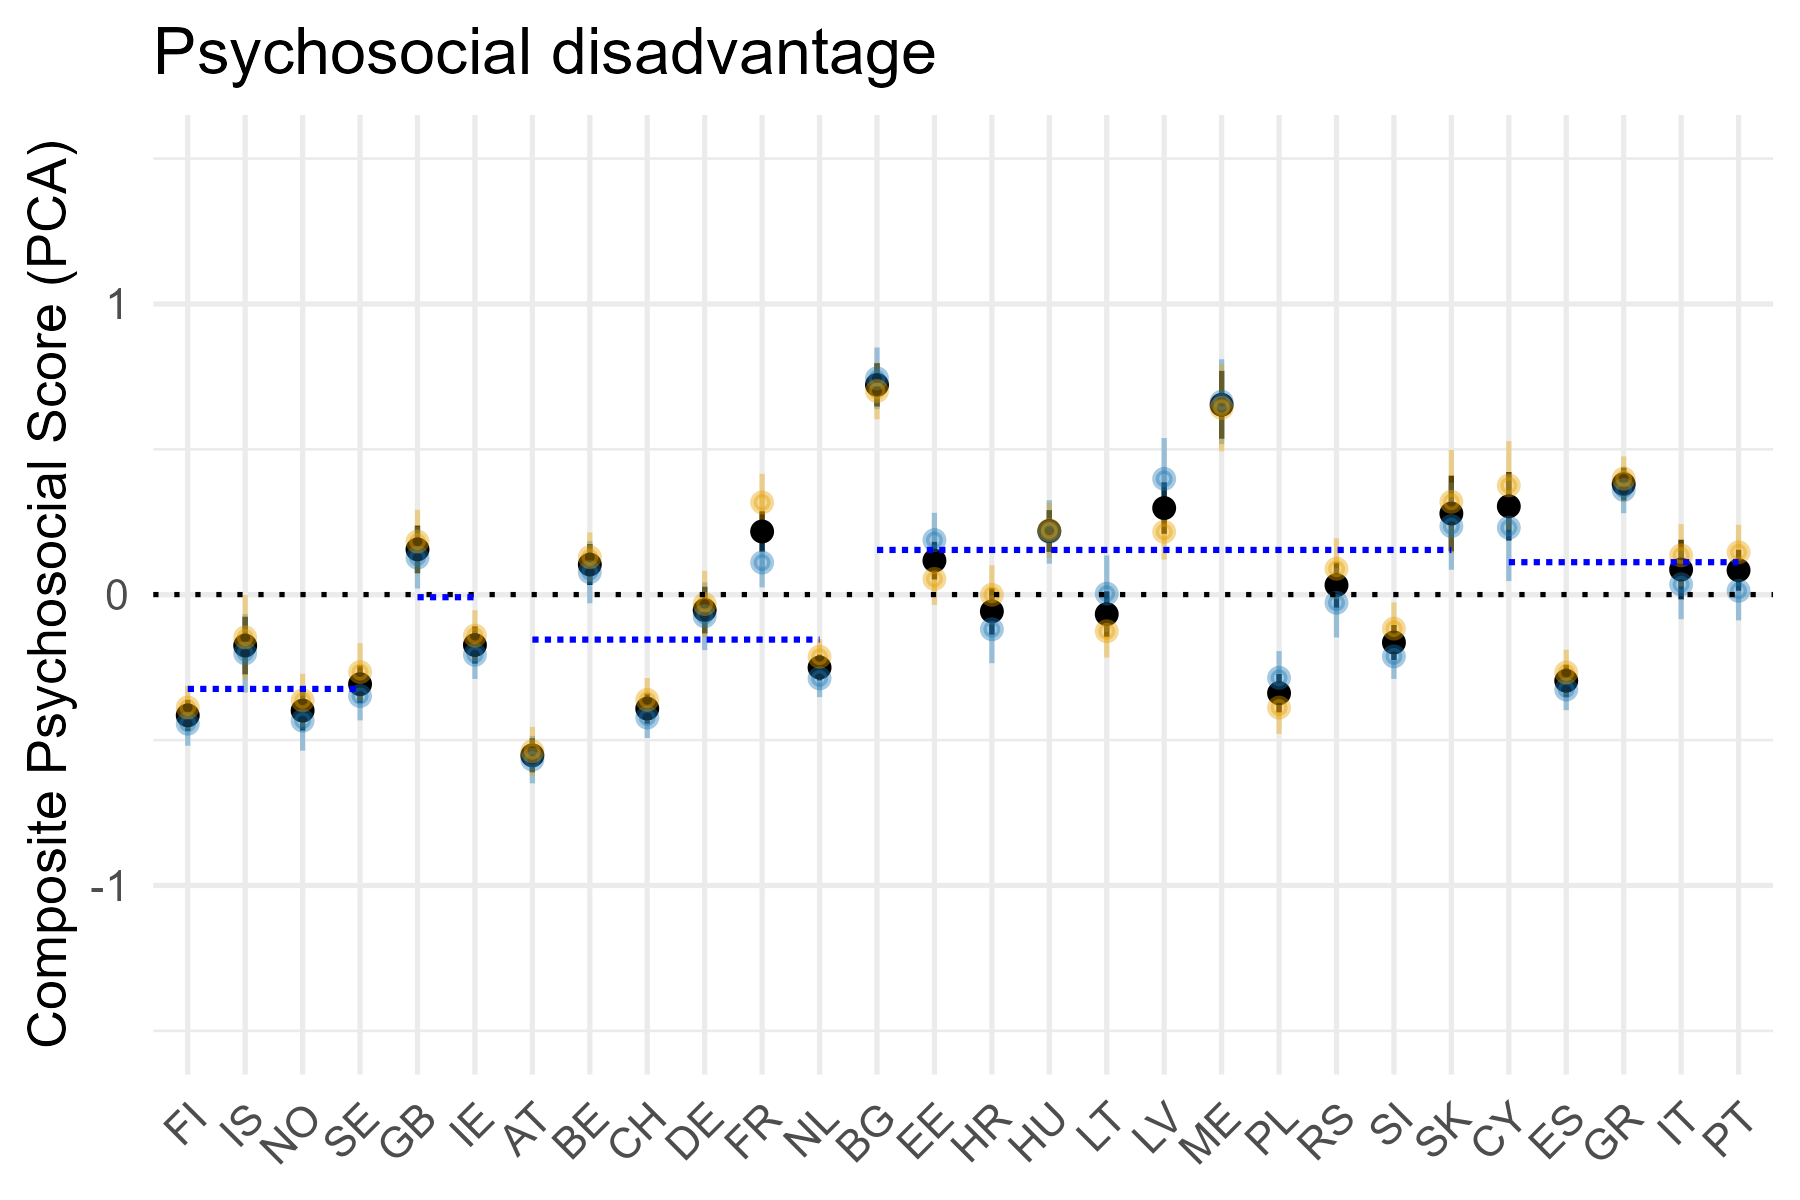 Psychosocial disadvantage
Composite Psychosocial Score (PCA)
1
0
-1
FI IS NO SE GB IE AT BE CH DE FR NL BG EE HR HU LT LV ME PL RS SI SK CY ES GR IT PT